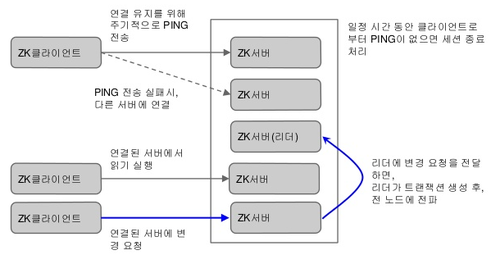 연결 유지를 위해
주기적으로 PING
전송
일정 시간 동안 클라이언트로
부터 PING이 없으면 세션 종료
처리
ZK클라이언트
ZK서버
PING 전송 실패시,
다른 서버에 연결
ZK서버
ZK서버(리더)
연결된 서버에서
읽기 실행
리더에 변경 요청을 전달
하면,
리더가 트랜잭션 생성 후,
전 노드에 전파
ZK클라이언트
ZK서버
ZK클라이언트
ZK서버
연결된 서버에 변
경 요청